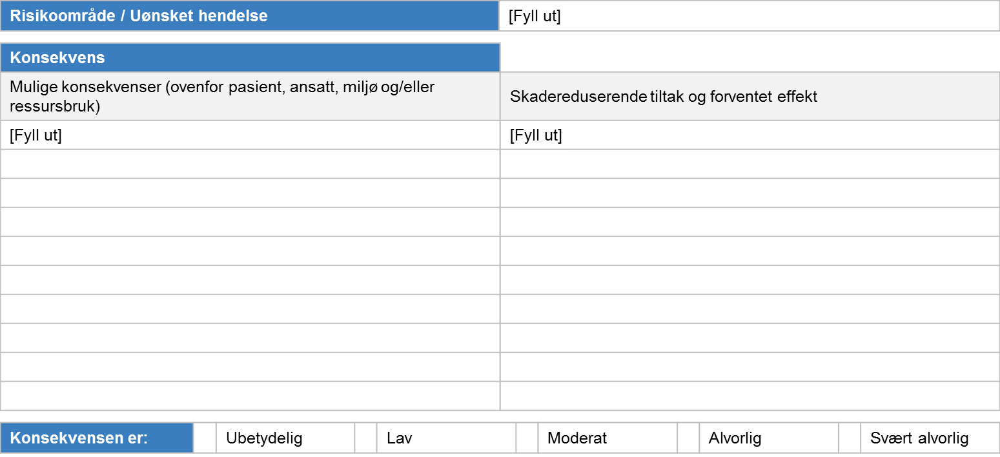 Risikoområde / Uønsket hendelse [Fyll ut]
Konsekvens
Mulige konsekvenser (ovenfor pasient, ansatt, miljø og/eller
ressursbruk)
Skadereduserende tiltak og forventet effekt
[Fyll ut] [Fyll ut]
Konsekvensen er: Ubetydelig Lav Moderat Alvorlig Svært alvorlig